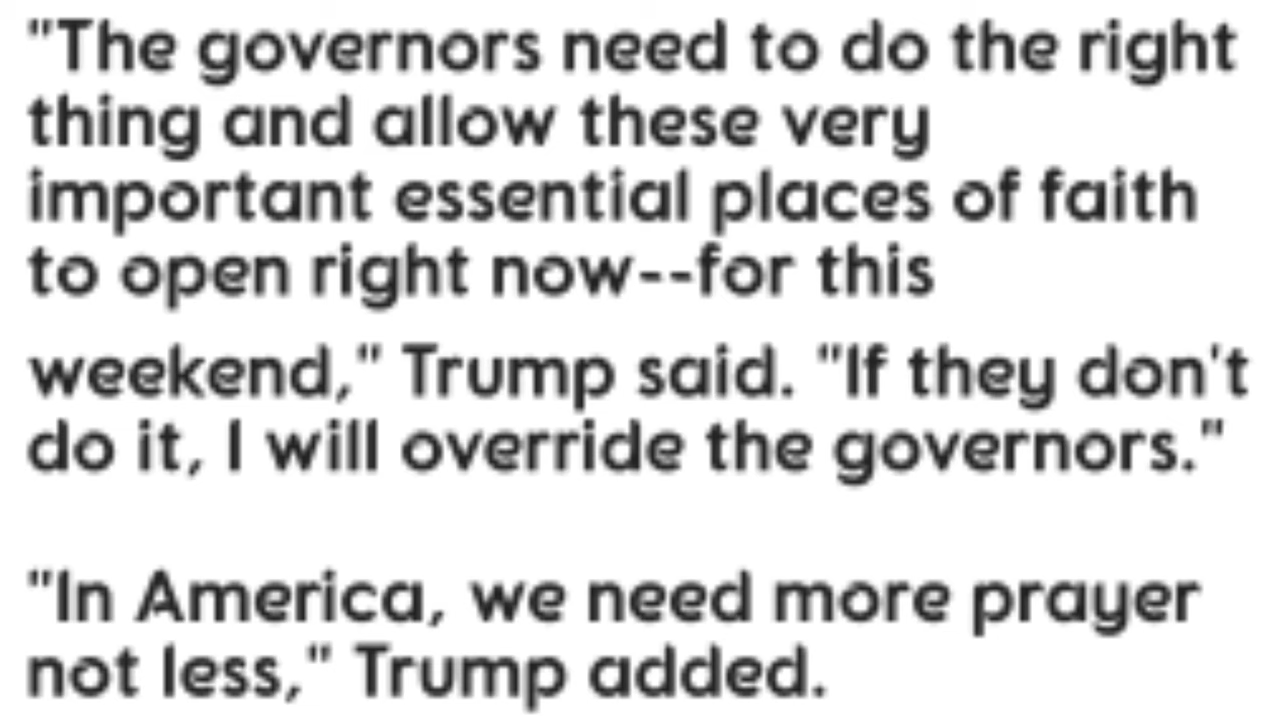 "The governors need to do the right
thing and allow these very
important essential places of faith
to open right now--for this
weekend," Trump said. "If they don't
do it, I will override the governors."
"In America, we need more prayer
not less," Trump added.